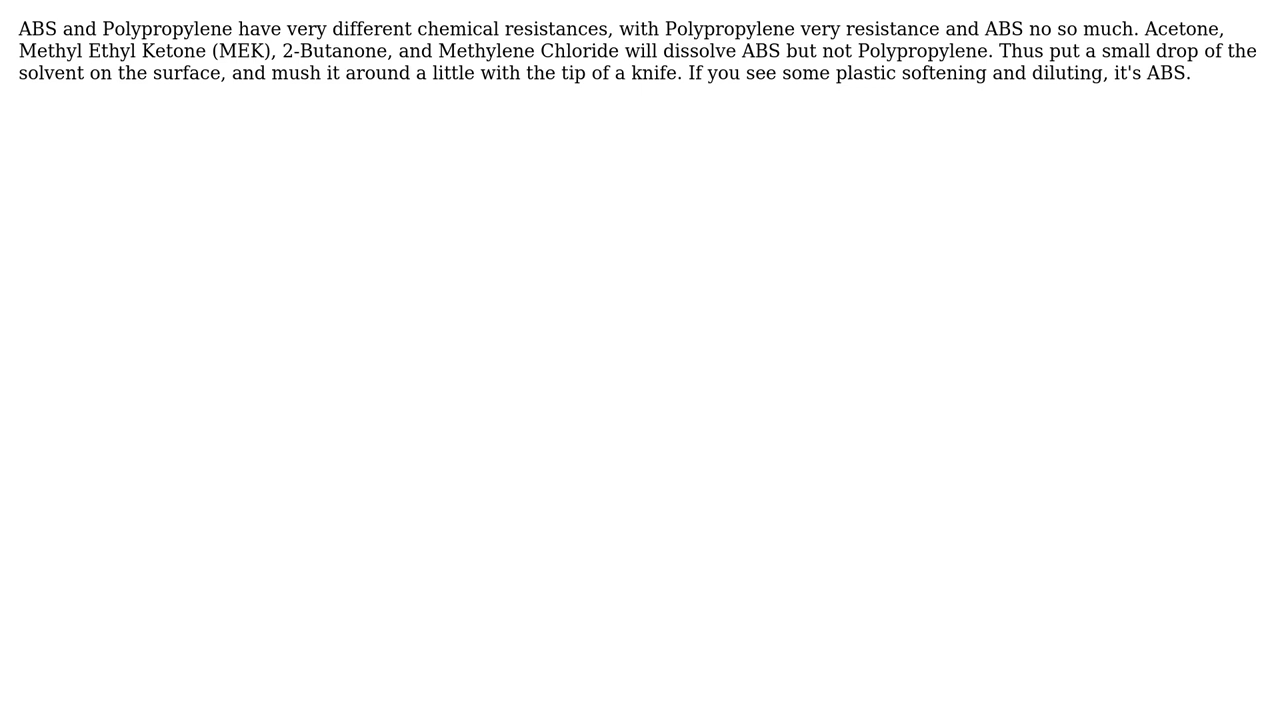 ABS and Polypropylene have very different chemical resistances, with Polypropylene very resistance and ABS no so much. Acetone,
Methyl Ethyl Ketone (MEK), 2-Butanone, and Methylene Chloride will dissolve ABS but not Polypropylene. Thus put a small drop of the
solvent on the surface, and mush it around a little with the tip of a knife. If you see some plastic softening and diluting, it's ABS.